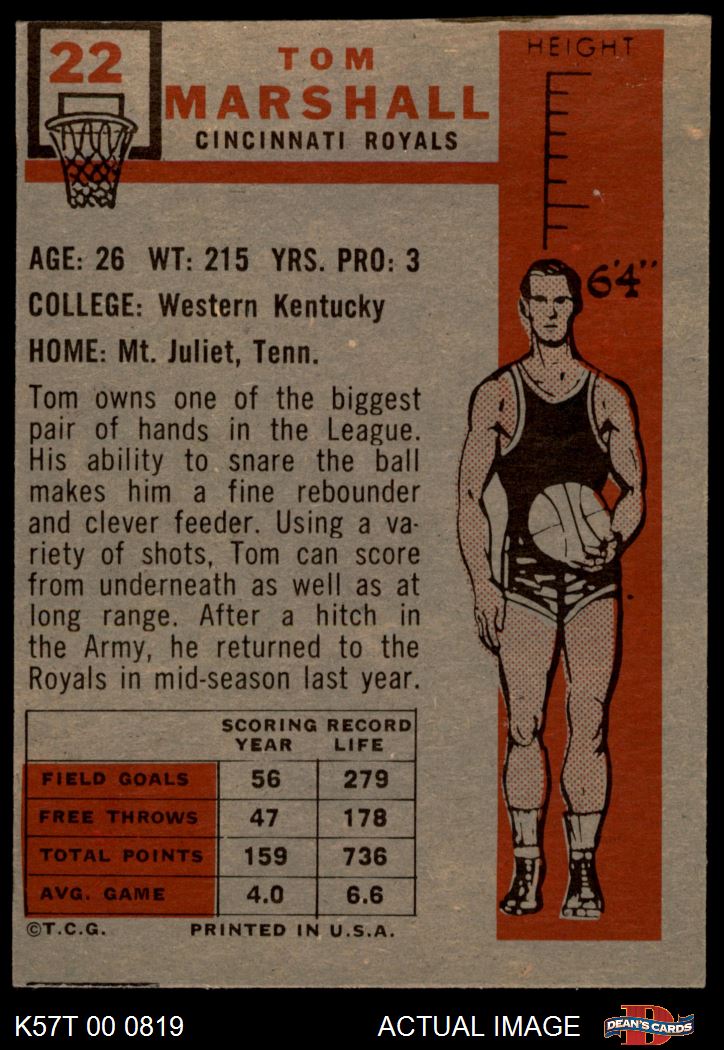 22
TOM
MARSHALL
CINCINNATI ROYALS
HEIGHT
6'4"
AGE: 26 WT: 215 YRS. PRO: 3
COLLEGE: Western Kentucky
HOME: Mt. Juliet, Tenn.
Tom owns one of the biggest
pair of hands in the League.
His ability to snare the ball
makes him a fine rebounder
and clever feeder. Using a va-
riety of shots, Tom can score
from underneath as well as at
long range. After a hitch in
the Army, he returned to the
Royals in mid-season last year.
SCORING RECORD
YEAR LIFE
FIELD GOALS 56 279
FREE THROWS 47 178
TOTAL POINTS 159 736
AVG. GAME 4.0 6.6
©T.C.G. PRINTED IN U.S.A.
K57T 00 0819 ACTUAL IMAGE D DEAN'S CARDS